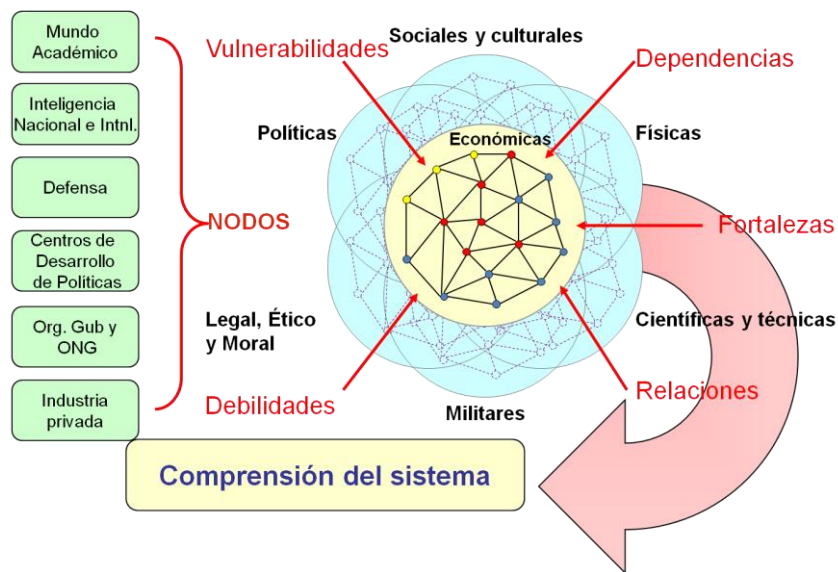 Mundo
Académico
Inteligencia
Nacional e Intnl.
Defensa
Centros de
Desarrollo
de Políticas
Org. Gub y
ONG
Industria
privada
NODOS
Vulnerabilidades
Sociales y culturales
Dependencias
Políticas
Económicas
Físicas
Fortalezas
Legal, Ético
y Moral
Científicas y técnicas
Debilidades
Militares
Relaciones
Comprensión del sistema